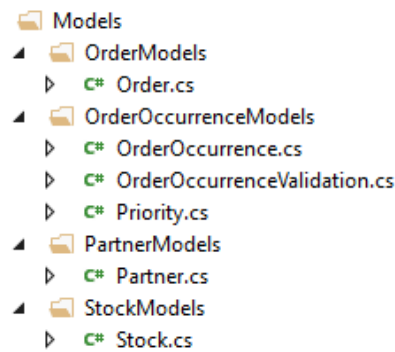 Models
OrderModels
C# Order.cs
OrderOccurrenceModels
C# OrderOccurrence.cs
C# OrderOccurrenceValidation.cs
C# Priority.cs
PartnerModels
C# Partner.cs
StockModels
C# Stock.cs